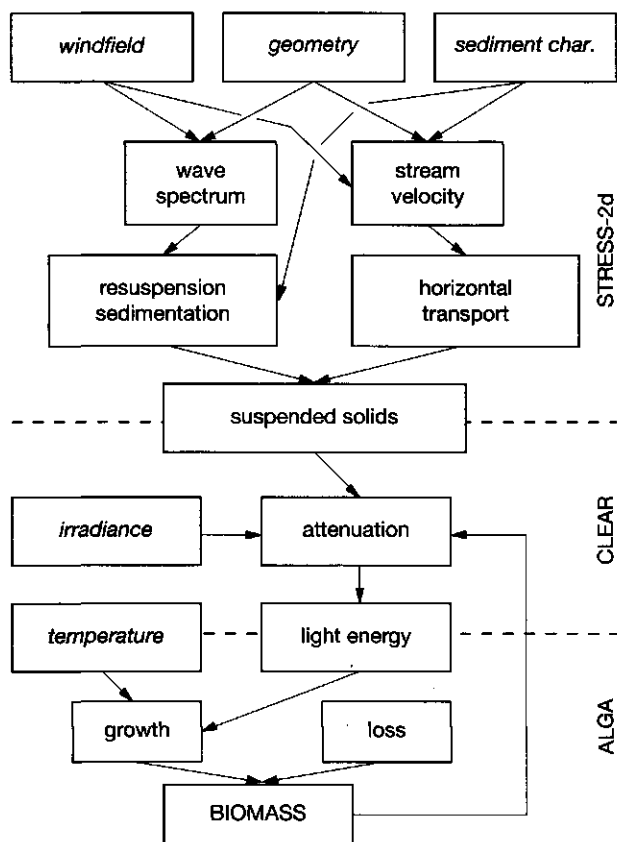 windfield
geometry
sediment char.
wave
spectrum
stream
velocity
STRESS-2d
resuspension
sedimentation
horizontal
transport
suspended solids
irradiance
attenuation
CLEAR
temperature
light energy
growth
loss
ALGA
BIOMASS